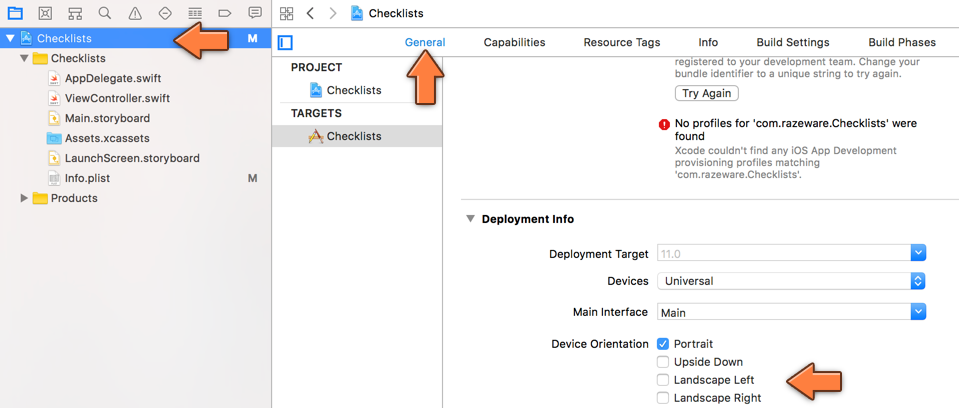 Checklists
Checklists M
General Capabilities Resource Tags Info Build Settings Build Phases
Checklists
AppDelegate.swift
ViewController.swift
Main.storyboard
Assets.xcassets
LaunchScreen.storyboard
Info.plist M
Products
PROJECT
Checklists
TARGETS
Checklists
registered to your development team. Change your
bundle identifier to a unique string to try again.
Try Again
No profiles for 'com.razeware.Checklists' were
found
Xcode couldn't find any iOS App Development
provisioning profiles matching
'com.razeware.Checklists'.
Deployment Info
Deployment Target 11.0
Devices Universal
Main Interface Main
Device Orientation Portrait
Upside Down
Landscape Left
Landscape Right